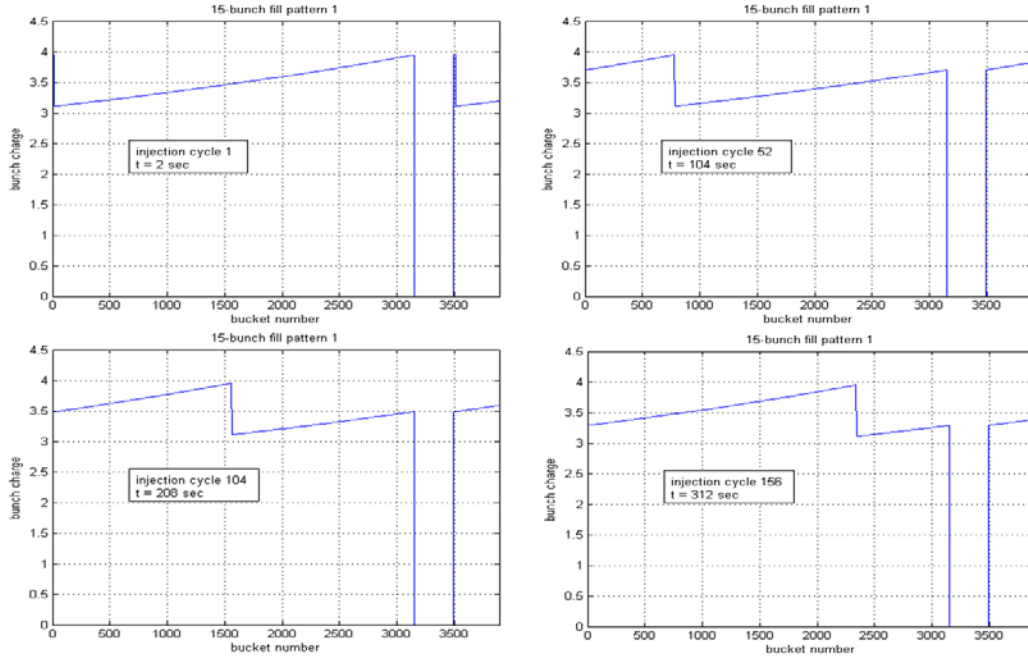 15-bunch fill pattern 1
4.5
4
3.5
3
2.5
2
1.5
1
0.5
0
bunch charge
injection cycle 1
t = 2 sec
0 500 1000 1500 2000 2500 3000 3500
bucket number
15-bunch fill pattern 1
4.5
4
3.5
3
2.5
2
1.5
1
0.5
0
bunch charge
injection cycle 52
t = 104 sec
0 500 1000 1500 2000 2500 3000 3500
bucket number
15-bunch fill pattern 1
4.5
4
3.5
3
2.5
2
1.5
1
0.5
0
bunch charge
injection cycle 104
t = 208 sec
0 500 1000 1500 2000 2500 3000 3500
bucket number
15-bunch fill pattern 1
4.5
4
3.5
3
2.5
2
1.5
1
0.5
0
bunch charge
injection cycle 156
t = 312 sec
0 500 1000 1500 2000 2500 3000 3500
bucket number